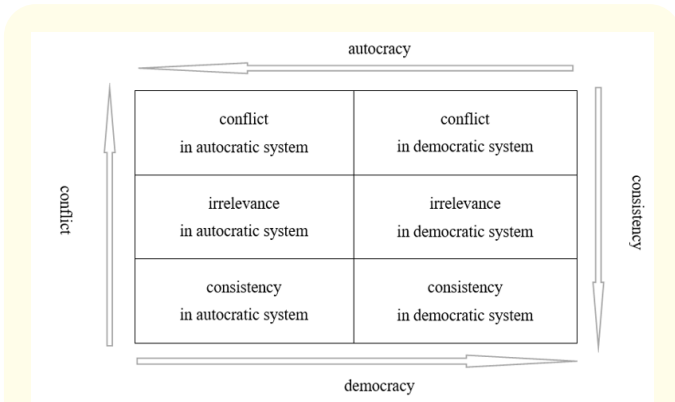 autocracy
conflict
in autocratic system
conflict
in democratic system
conflict
irrelevance
in autocratic system
irrelevance
in democratic system
consistency
consistency
in autocratic system
consistency
in democratic system
democracy